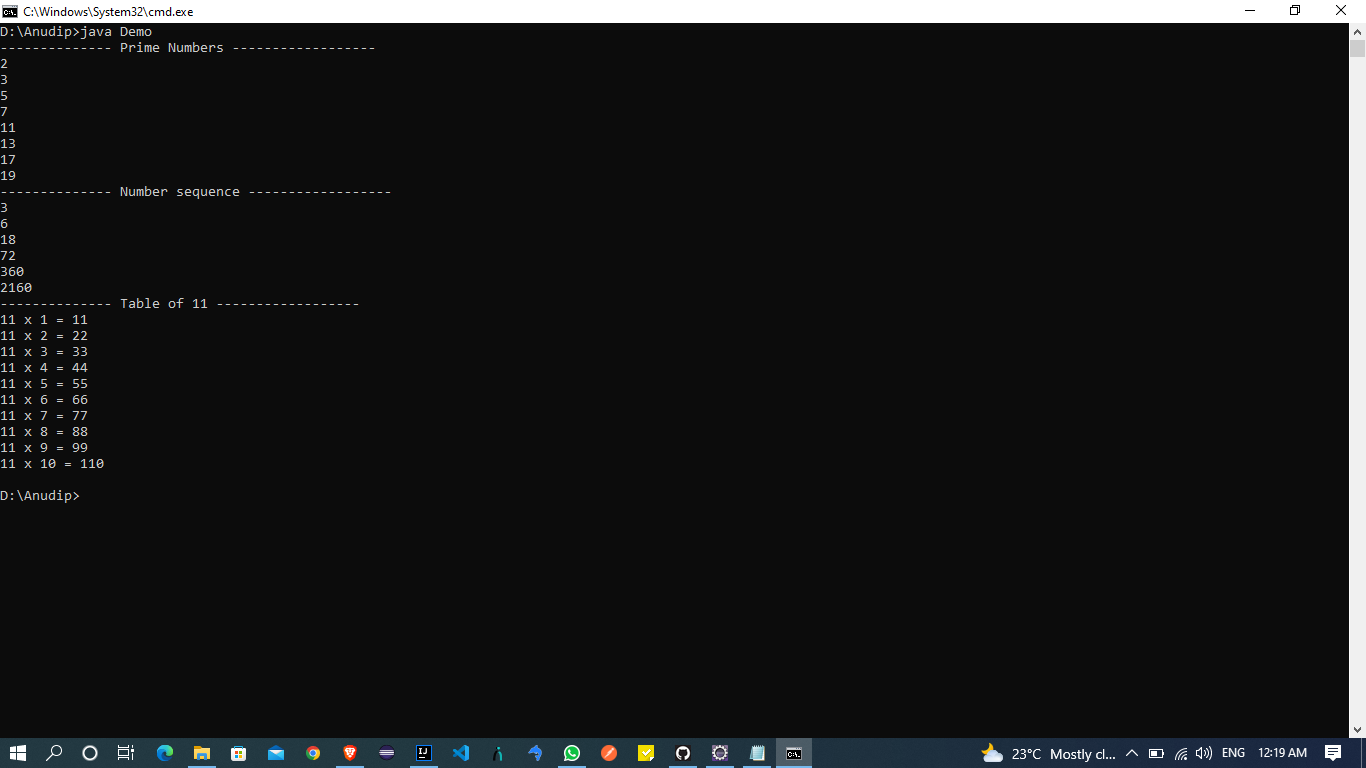 C:\Windows\System32\cmd.exe
D:\Anudip>java Demo
-------------- Prime Numbers ------------------
2
3
5
7
11
13
17
19
-------------- Number sequence ------------------
3
6
18
72
360
2160
-------------- Table of 11 ------------------
11 x 1 = 11
11 x 2 = 22
11 x 3 = 33
11 x 4 = 44
11 x 5 = 55
11 x 6 = 66
11 x 7 = 77
11 x 8 = 88
11 x 9 = 99
11 x 10 = 110
D:\Anudip>
23°C Mostly cl... ENG 12:19 AM